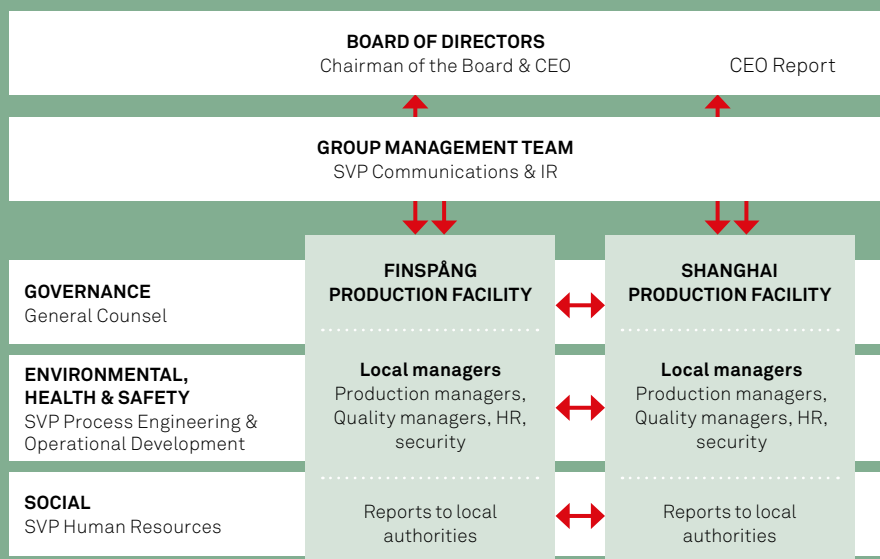 BOARD OF DIRECTORS
Chairman of the Board & CEO
CEO Report
GROUP MANAGEMENT TEAM
SVP Communications & IR
FINSPÅNG
PRODUCTION FACILITY
SHANGHAI
PRODUCTION FACILITY
GOVERNANCE
General Counsel
ENVIRONMENTAL,
HEALTH & SAFETY
SVP Process Engineering &
Operational Development
Local managers
Production managers,
Quality managers, HR,
security
Local managers
Production managers,
Quality managers, HR,
security
SOCIAL
SVP Human Resources
Reports to local
authorities
Reports to local
authorities